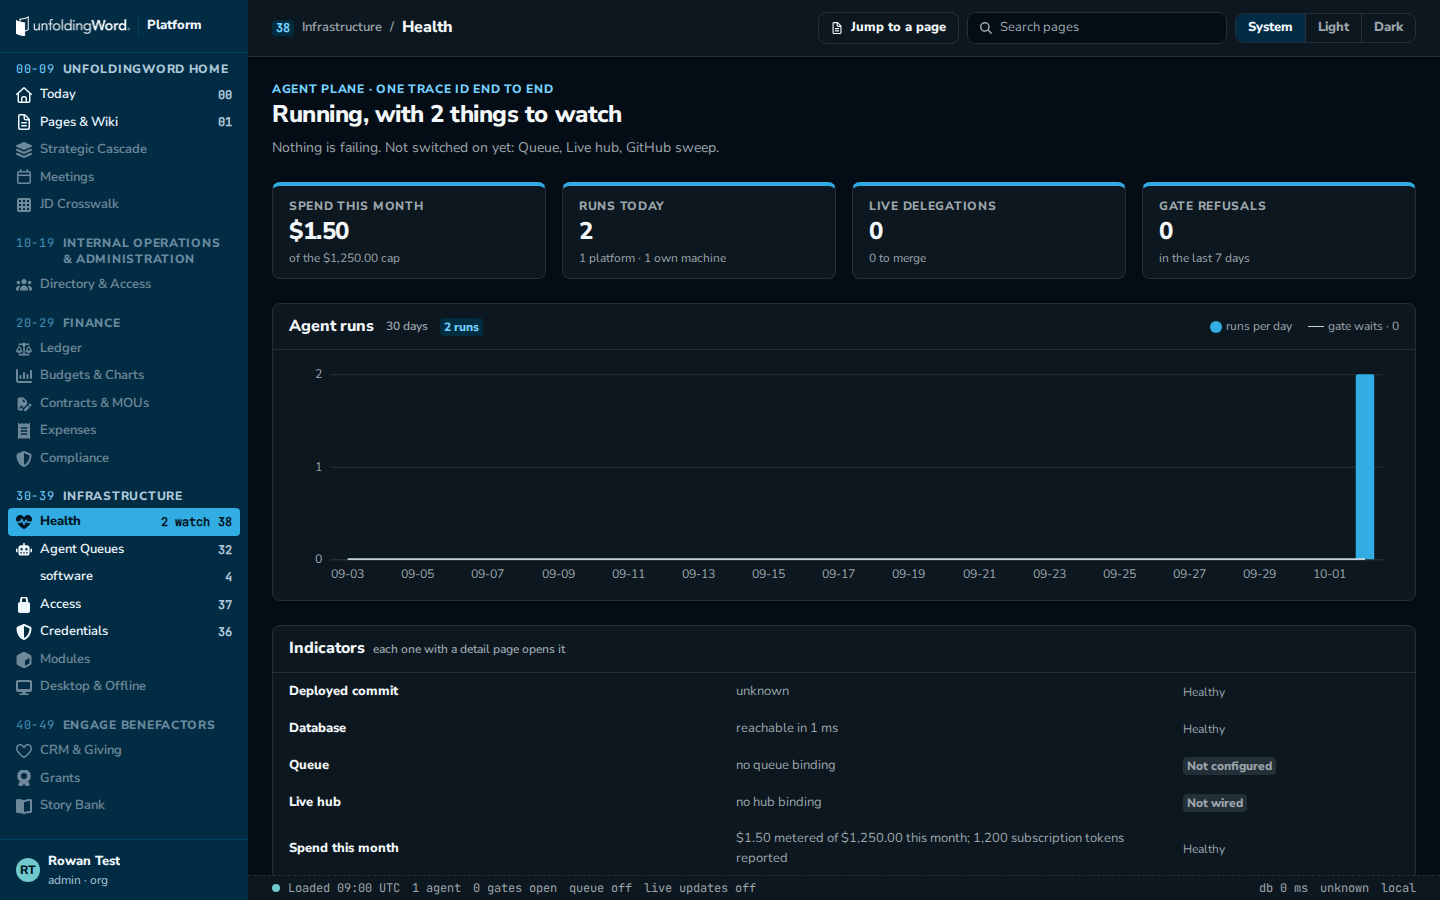 unfoldingWord. Platform
00-09 UNFOLDINGWORD HOME
Today 00
Pages & Wiki 01
Strategic Cascade
Meetings
JD Crosswalk
10-19 INTERNAL OPERATIONS
& ADMINISTRATION
Directory & Access
20-29 FINANCE
Ledger
Budgets & Charts
Contracts & MOUs
Expenses
Compliance
30-39 INFRASTRUCTURE
Health 2 watch 38
Agent Queues 32
software 4
Access 37
Credentials 36
Modules
Desktop & Offline
40-49 ENGAGE BENEFACTORS
CRM & Giving
Grants
Story Bank
RT Rowan Test
admin · org
38 Infrastructure / Health
Jump to a page
Search pages
System Light Dark
AGENT PLANE · ONE TRACE ID END TO END
Running, with 2 things to watch
Nothing is failing. Not switched on yet: Queue, Live hub, GitHub sweep.
SPEND THIS MONTH
$1.50
of the $1,250.00 cap
RUNS TODAY
2
1 platform · 1 own machine
LIVE DELEGATIONS
0
0 to merge
GATE REFUSALS
0
in the last 7 days
Agent runs 30 days 2 runs
runs per day gate waits · 0
2
1
0
09-03 09-05 09-07 09-09 09-11 09-13 09-15 09-17 09-19 09-21 09-23 09-25 09-27 09-29 10-01
Indicators each one with a detail page opens it
Deployed commit unknown Healthy
Database reachable in 1 ms Healthy
Queue no queue binding Not configured
Live hub no hub binding Not wired
Spend this month $1.50 metered of $1,250.00 this month; 1,200 subscription tokens
reported Healthy
Loaded 09:00 UTC 1 agent 0 gates open queue off live updates off
db 0 ms unknown local